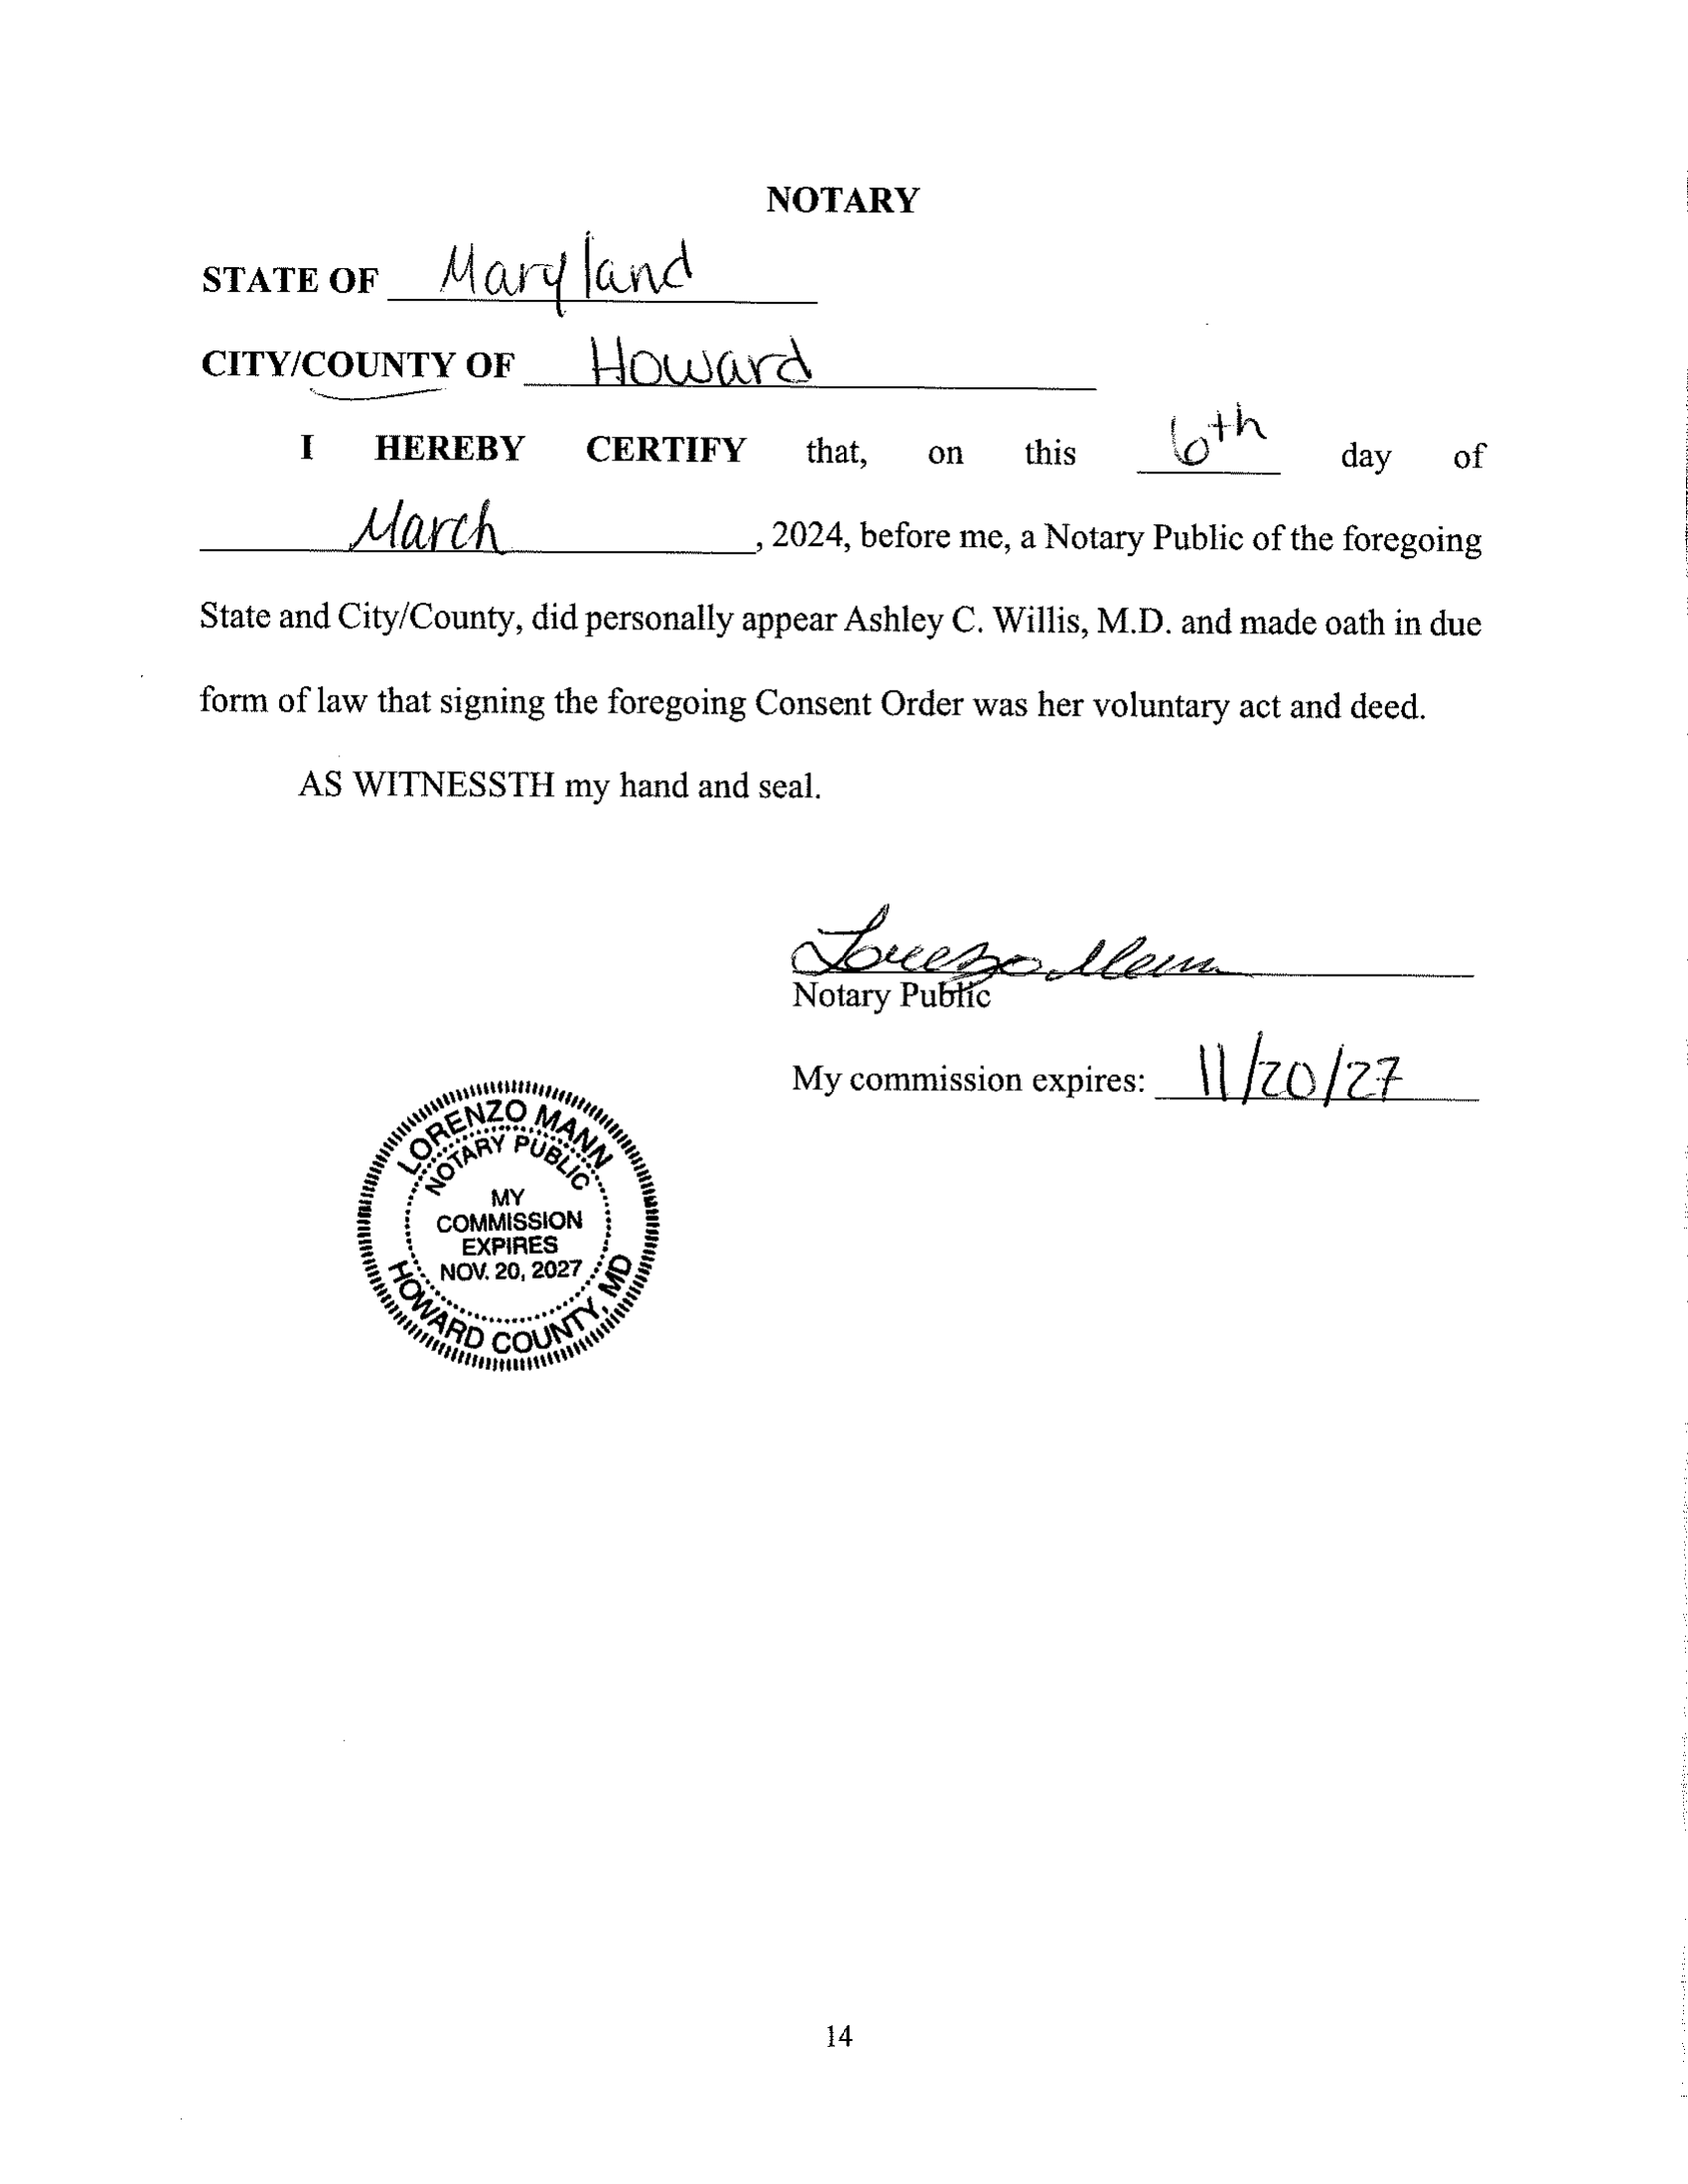 NOTARY
STATE OF Maryland
CITY/COUNTY OF Howard
I HEREBY CERTIFY that, on this 6th day of
March, 2024, before me, a Notary Public of the foregoing
State and City/County, did personally appear Ashley C. Willis, M.D. and made oath in due
form of law that signing the foregoing Consent Order was her voluntary act and deed.
AS WITNESSTH my hand and seal.
Lorenzo Mann
Notary Public
My commission expires: 11/20/27
LORENZO MANN
NOTARY PUBLIC
MY
COMMISSION
EXPIRES
NOV. 20, 2027
HOWARD COUNTY, MD
14